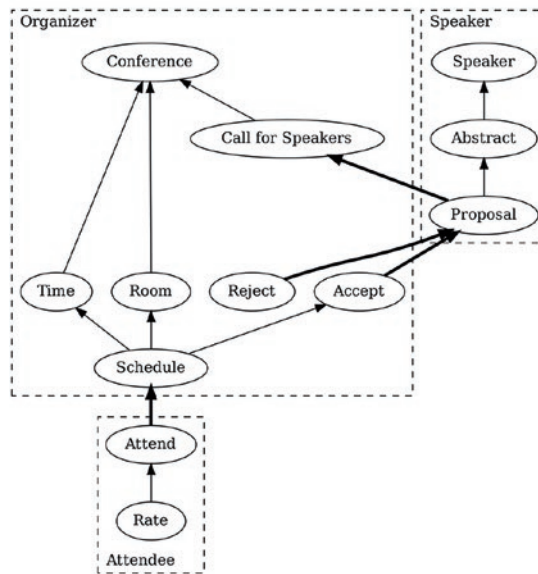 Organizer
Speaker
Conference
Speaker
Call for Speakers
Abstract
Proposal
Time
Room
Reject
Accept
Schedule
Attend
Rate
Attendee